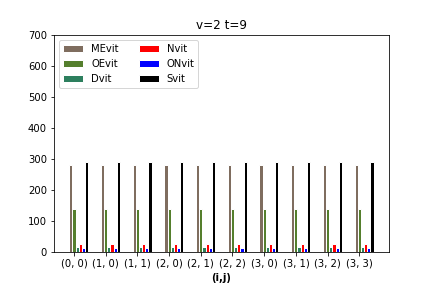 v=2 t=9
700
600
500
400
300
200
100
0
MEvit
OEvit
Dvit
Nvit
ONvit
Svit
(0, 0) (1, 0) (1, 1) (2, 0) (2, 1) (2, 2) (3, 0) (3, 1) (3, 2) (3, 3)
(i,j)